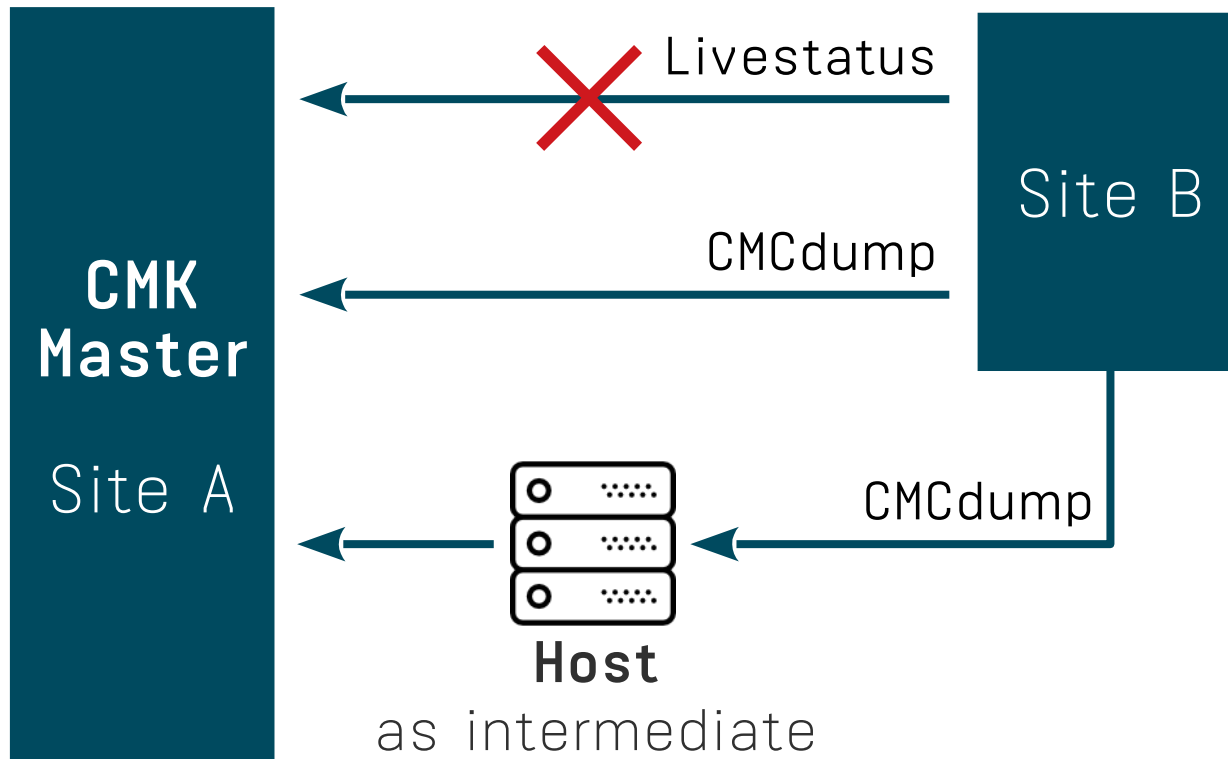 Livestatus
Site B
CMCdump
CMK
Master
Site A
CMCdump
Host
as intermediate